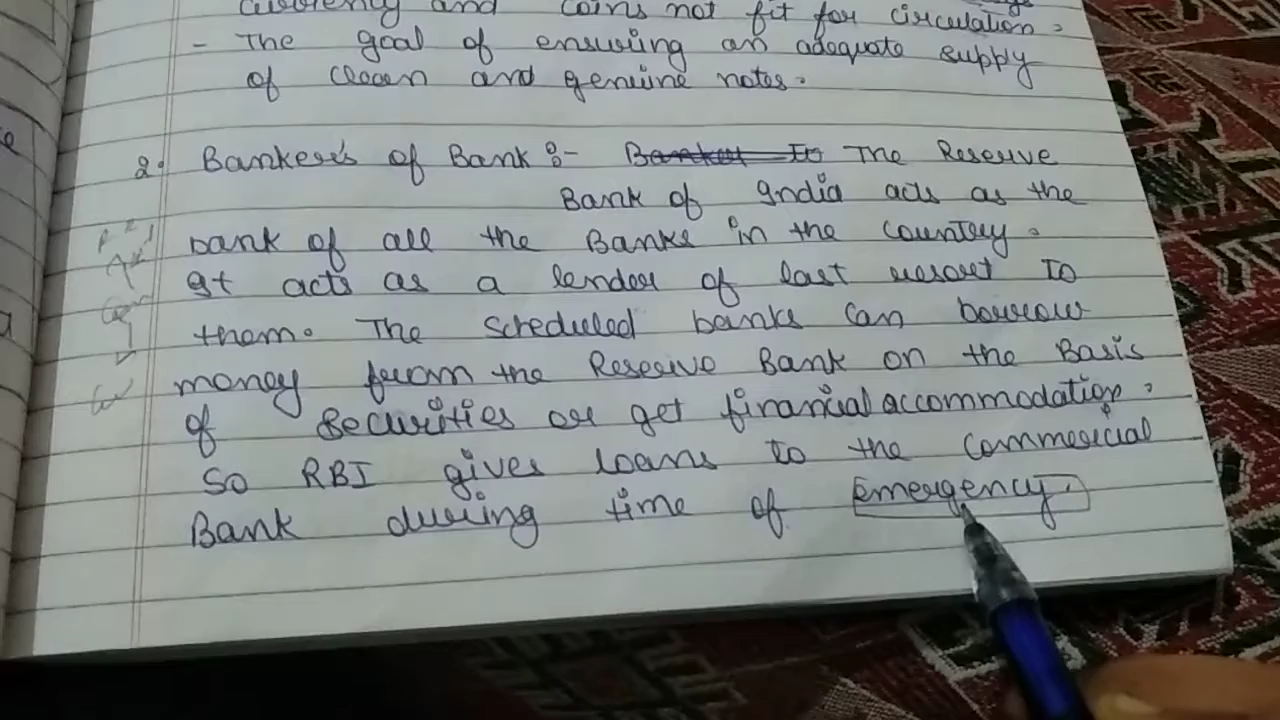 currency and coins not fit for circulation.
- The goal of ensuring an adequate supply
of clean and genuine notes.
2. Banker's of Bank :- The Reserve
Bank of India acts as the
bank of all the Banks in the country.
It acts as a lender of last resort to
them. The scheduled banks can borrow
money from the Reserve Bank on the Basis
of securities or get financial accommodation.
So RBI gives loans to the commercial
Bank during time of Emergency.